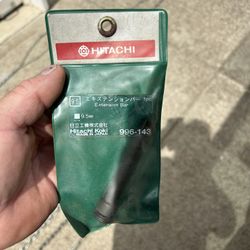 HITACHI
エキステンションバー 1pc
Extension Bar
9.5㎜
日立工機株式会社
Hitachi Koki 996-143
MADE IN JAPAN